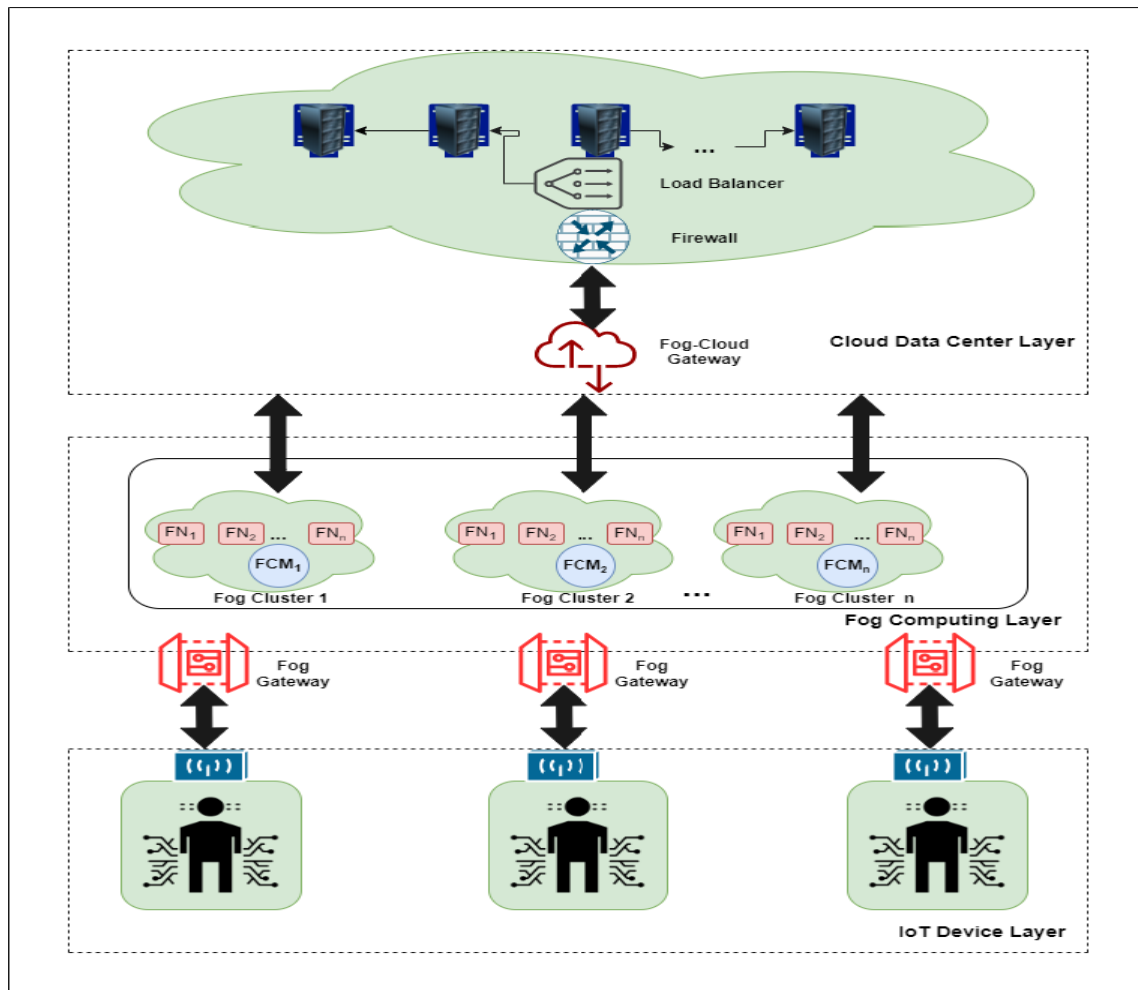 ...
Load Balancer
Firewall
Fog-Cloud
Gateway
Cloud Data Center Layer
FN₁ FN₂ ... FNₙ
FCM₁
Fog Cluster 1
FN₁ FN₂ ... FNₙ
FCM₂
Fog Cluster 2
...
FN₁ FN₂ ... FNₙ
FCMₙ
Fog Cluster n
Fog Computing Layer
Fog
Gateway
Fog
Gateway
Fog
Gateway
IoT Device Layer